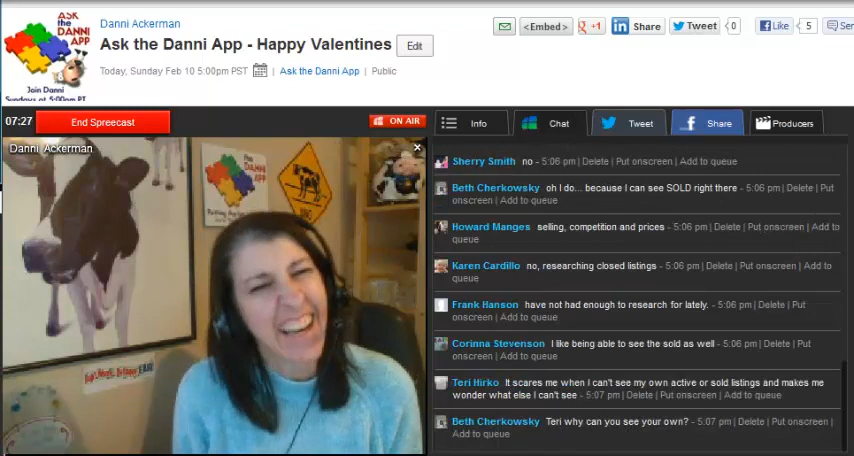 ASK
the
DANNI
APP
Join Danni
Sundays at 5:00pm PT
Danni Ackerman
Ask the Danni App - Happy Valentines
Edit
Today, Sunday Feb 10 5:00pm PST | Ask the Danni App | Public
<Embed>
g +1
in Share
Tweet
0
Like
5
Sen
07:27
End Spreecast
ON AIR
Info
Chat
Tweet
Share
Producers
Danni Ackerman
ASK
the
DANNI
APP
Sherry Smith no - 5:06 pm | Delete | Put onscreen | Add to queue
Beth Cherkowsky oh I do... because I can see SOLD right there - 5:06 pm | Delete | Put
onscreen | Add to queue
Howard Manges selling, competition and prices - 5:06 pm | Delete | Put onscreen | Add to
queue
Karen Cardillo no, researching closed listings - 5:06 pm | Delete | Put onscreen | Add to
queue
Frank Hanson have not had enough to research for lately. - 5:06 pm | Delete | Put
onscreen | Add to queue
Corinna Stevenson I like being able to see the sold as well - 5:06 pm | Delete | Put
onscreen | Add to queue
Teri Hirko It scares me when I can't see my own active or sold listings and makes me
wonder what else I can't see - 5:07 pm | Delete | Put onscreen | Add to queue
Beth Cherkowsky Teri why can you see your own? - 5:07 pm | Delete | Put onscreen |
Add to queue